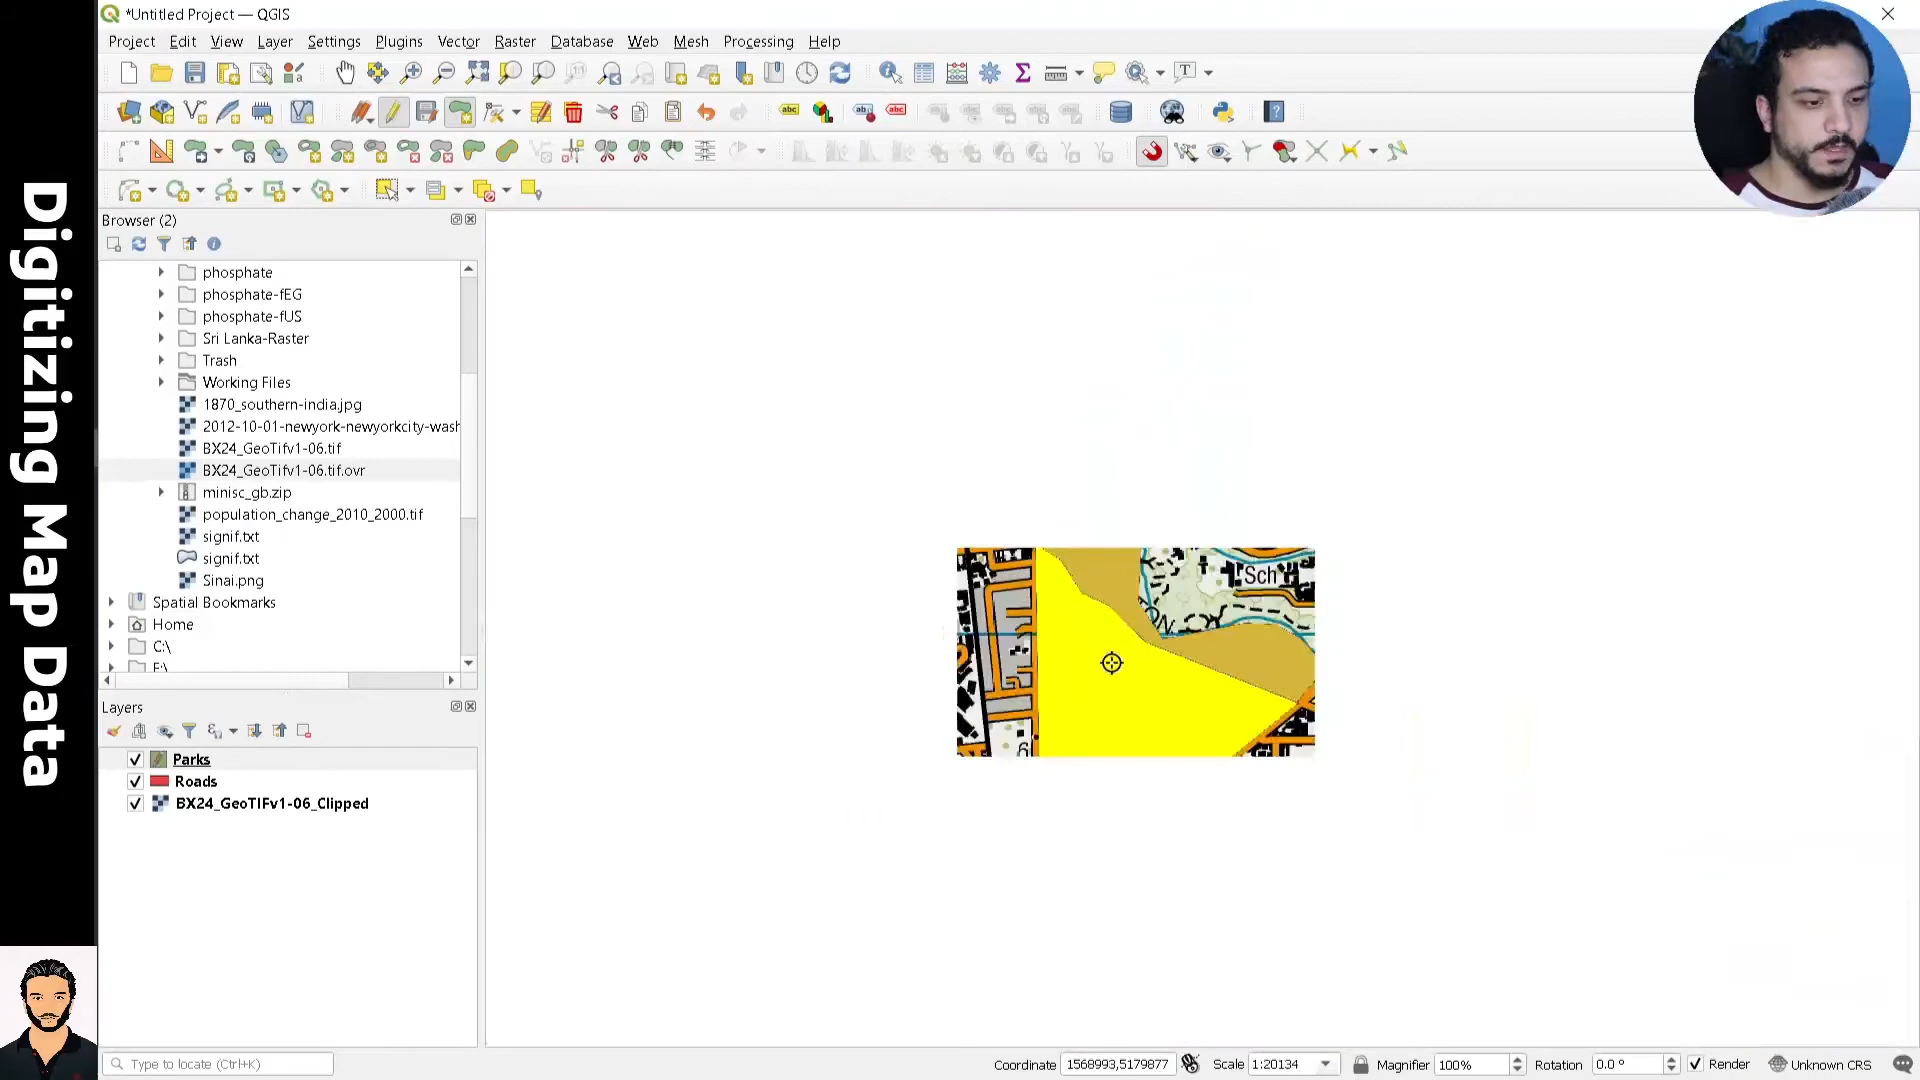 *Untitled Project — QGIS
Project Edit View Layer Settings Plugins Vector Raster Database Web Mesh Processing Help
Digitizing Map Data
Browser (2)
phosphate
phosphate-fEG
phosphate-fUS
Sri Lanka-Raster
Trash
Working Files
1870_southern-india.jpg
2012-10-01-newyork-newyorkcity-wash
BX24_GeoTifv1-06.tif
BX24_GeoTifv1-06.tif.ovr
minisc_gb.zip
population_change_2010_2000.tif
signif.txt
signif.txt
Sinai.png
Spatial Bookmarks
Home
C:\
Layers
Parks
Roads
BX24_GeoTIFv1-06_Clipped
Sch
6
Type to locate (Ctrl+K)
Coordinate 1568993,5179877 Scale 1:20134 Magnifier 100% Rotation 0.0 ° Render Unknown CRS